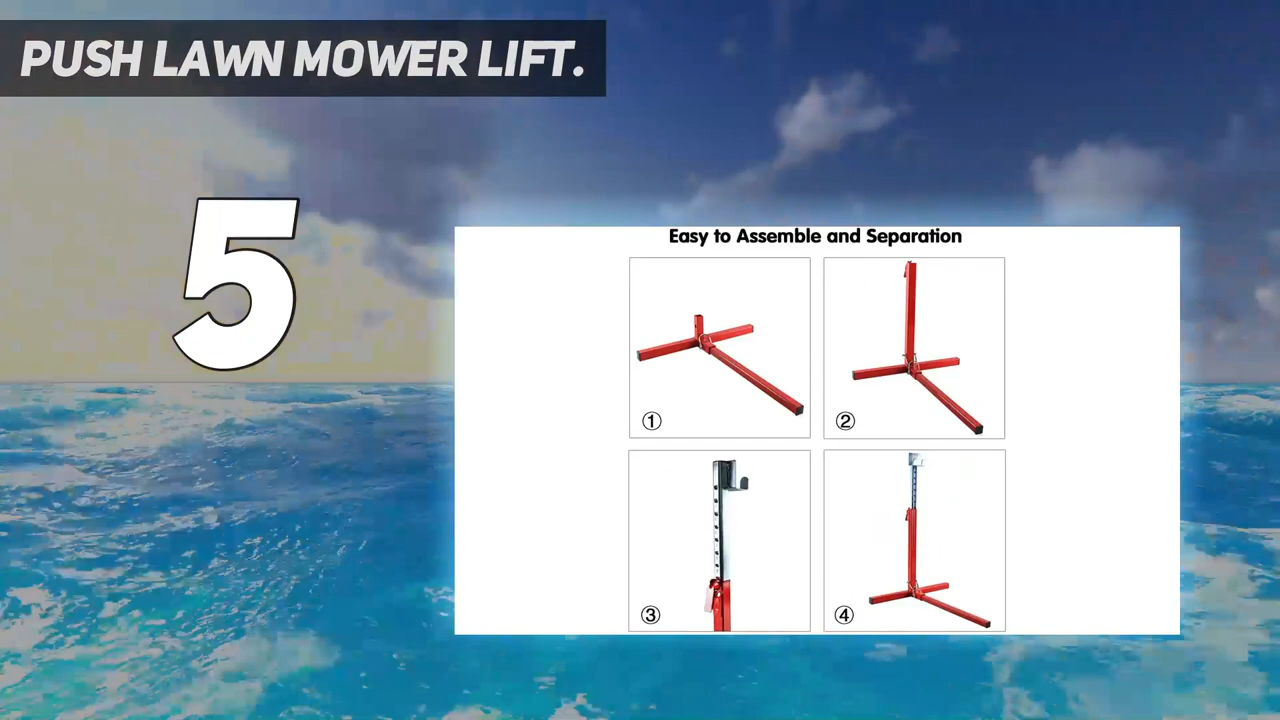 PUSH LAWN MOWER LIFT.
5
Easy to Assemble and Separation
①
②
③
④